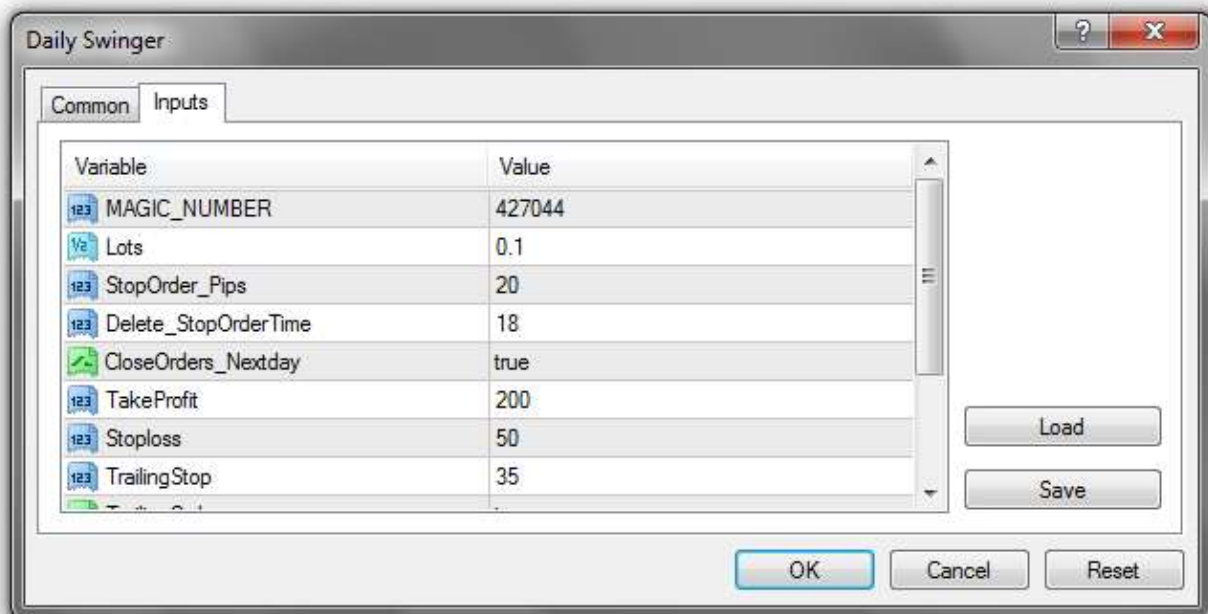 Daily Swinger
Common Inputs
Variable Value
MAGIC_NUMBER 427044
Lots 0.1
StopOrder_Pips 20
Delete_StopOrderTime 18
CloseOrders_Nextday true
TakeProfit 200
Stoploss 50
TrailingStop 35
Load
Save
OK Cancel Reset